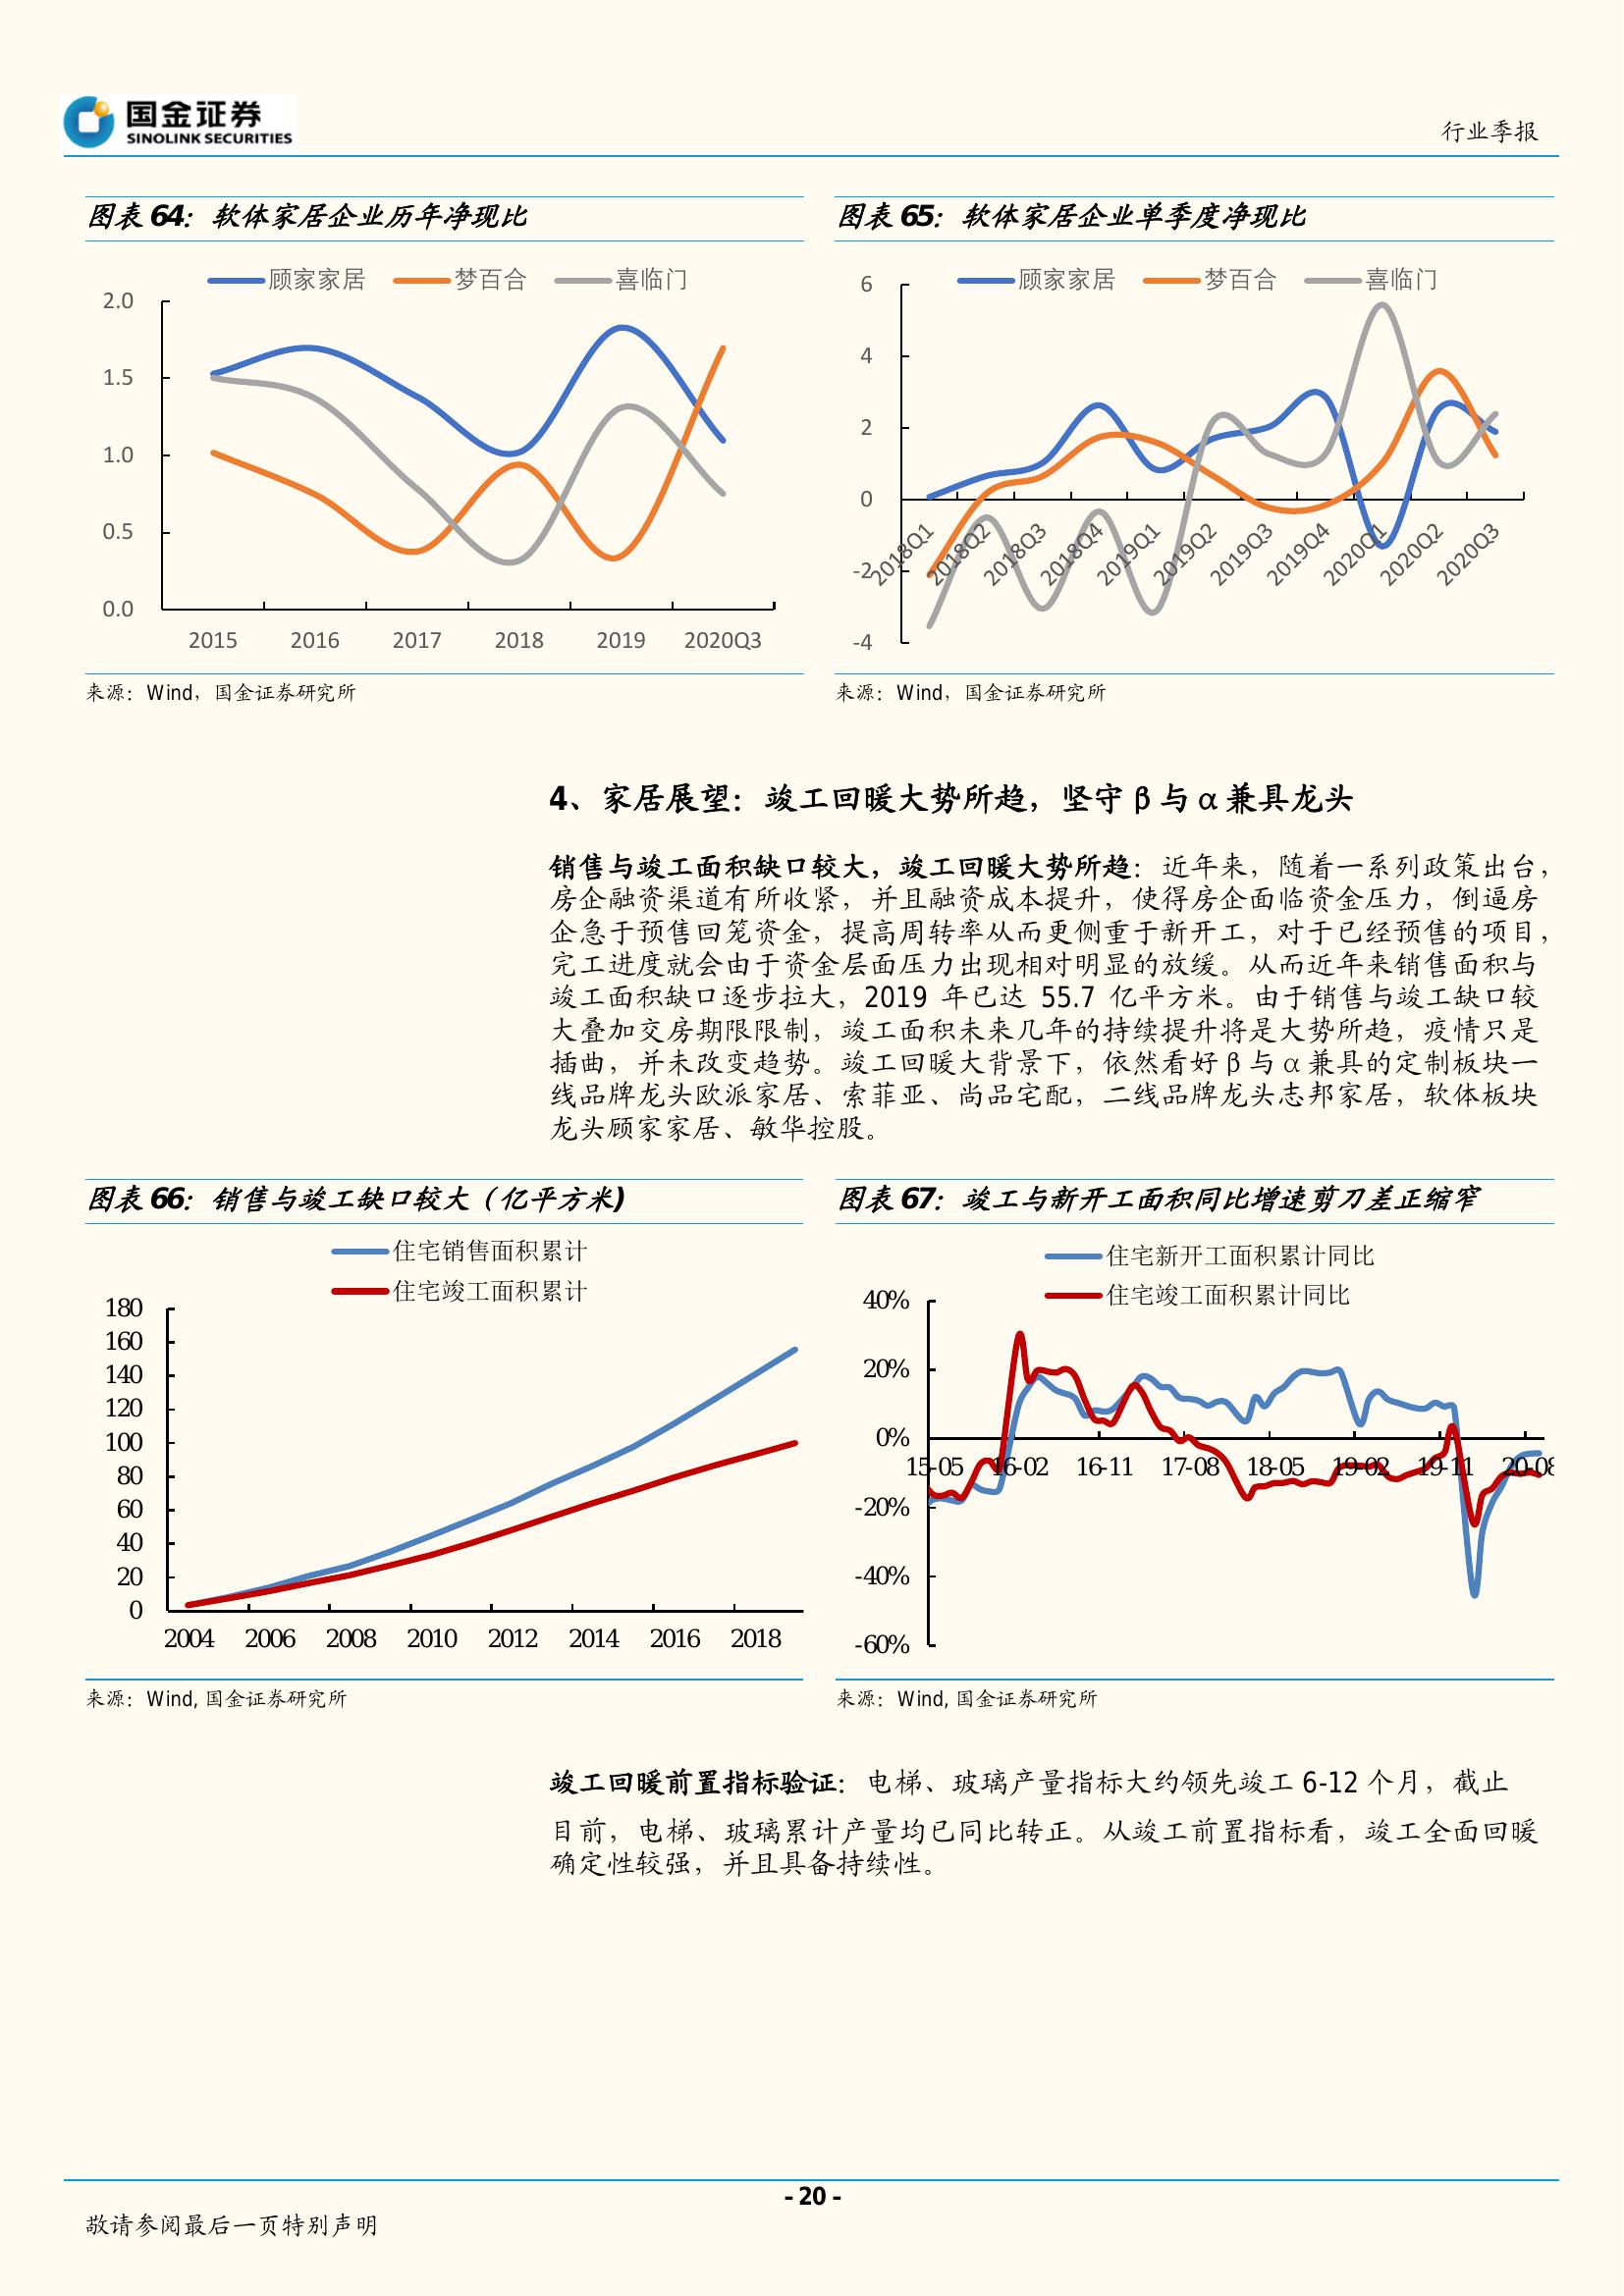 国金证券
SINOLINK SECURITIES
行业季报
图表 64：软体家居企业历年净现比
顾家家居 梦百合 喜临门
2.0
1.5
1.0
0.5
0.0
2015 2016 2017 2018 2019 2020Q3
来源：Wind，国金证券研究所
图表 65：软体家居企业单季度净现比
顾家家居 梦百合 喜临门
6
4
2
0
-2
-4
2018Q1 2018Q2 2018Q3 2018Q4 2019Q1 2019Q2 2019Q3 2019Q4 2020Q1 2020Q2 2020Q3
来源：Wind，国金证券研究所
4、家居展望：竣工回暖大势所趋，坚守 β 与 α 兼具龙头
销售与竣工面积缺口较大，竣工回暖大势所趋：近年来，随着一系列政策出台，
房企融资渠道有所收紧，并且融资成本提升，使得房企面临资金压力，倒逼房
企急于预售回笼资金，提高周转率从而更侧重于新开工，对于已经预售的项目，
完工进度就会由于资金层面压力出现相对明显的放缓。从而近年来销售面积与
竣工面积缺口逐步拉大，2019 年已达 55.7 亿平方米。由于销售与竣工缺口较
大叠加交房期限限制，竣工面积未来几年的持续提升将是大势所趋，疫情只是
插曲，并未改变趋势。竣工回暖大背景下，依然看好 β 与 α 兼具的定制板块一
线品牌龙头欧派家居、索菲亚、尚品宅配，二线品牌龙头志邦家居，软体板块
龙头顾家家居、敏华控股。
图表 66：销售与竣工缺口较大（亿平方米)
住宅销售面积累计
住宅竣工面积累计
180
160
140
120
100
80
60
40
20
0
2004 2006 2008 2010 2012 2014 2016 2018
来源：Wind, 国金证券研究所
图表 67：竣工与新开工面积同比增速剪刀差正缩窄
住宅新开工面积累计同比
住宅竣工面积累计同比
40%
20%
0%
-20%
-40%
-60%
15-05 16-02 16-11 17-08 18-05 19-02 19-11 20-08
来源：Wind, 国金证券研究所
竣工回暖前置指标验证：电梯、玻璃产量指标大约领先竣工 6-12 个月，截止
目前，电梯、玻璃累计产量均已同比转正。从竣工前置指标看，竣工全面回暖
确定性较强，并且具备持续性。
- 20 -
敬请参阅最后一页特别声明